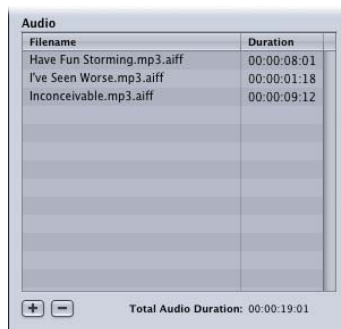 Audio
Filename Duration
Have Fun Storming.mp3.aiff 00:00:08:01
I've Seen Worse.mp3.aiff 00:00:01:18
Inconceivable.mp3.aiff 00:00:09:12
+ − Total Audio Duration: 00:00:19:01